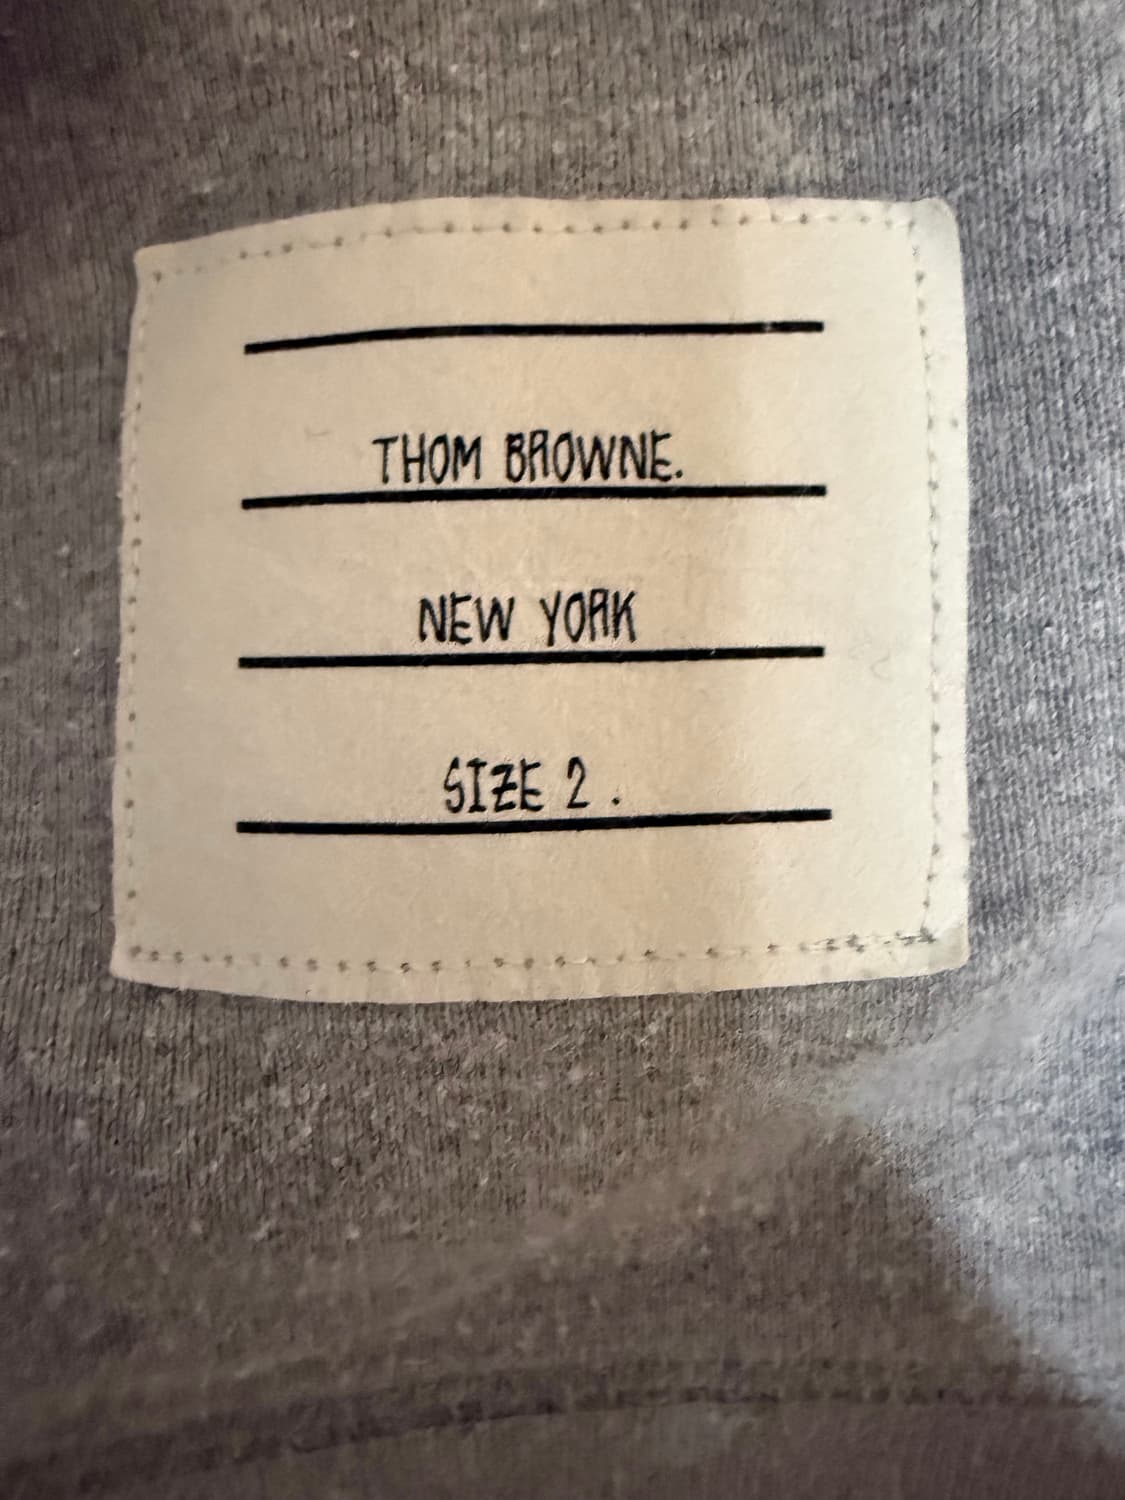 THOM BROWNE.
NEW YORK
SIZE 2 .